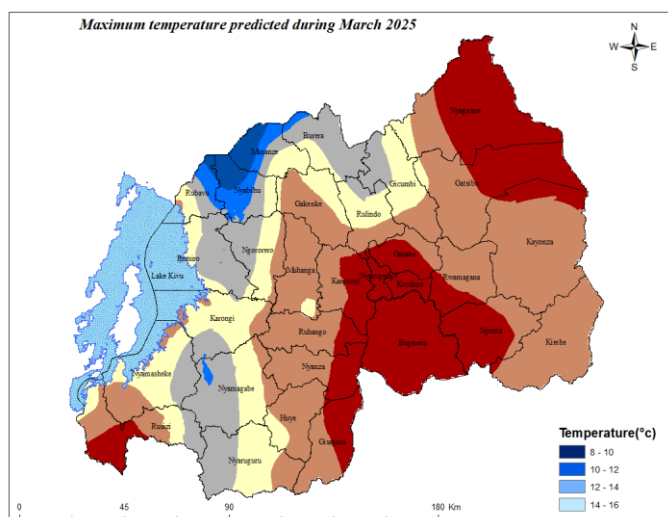 Maximum temperature predicted during March 2025
N
W E
S
Nyagatare
Burera
Musanze
Gicumbi
Gatsibo
Rubavu
Nyabihu
Gakenke
Rulindo
Kayonza
Rutsiro
Ngororero
Gasabo
Lake Kivu
Muhanga
Kamonyi
Nyarugenge
Rwamagana
Kicukiro
Karongi
Ngoma
Ruhango
Kirehe
Bugesera
Nyamasheke
Nyanza
Nyamagabe
Huye
Rusizi
Gisagara
Nyaruguru
Temperature(°c)
8 - 10
10 - 12
12 - 14
14 - 16
0 45 90 180 Km